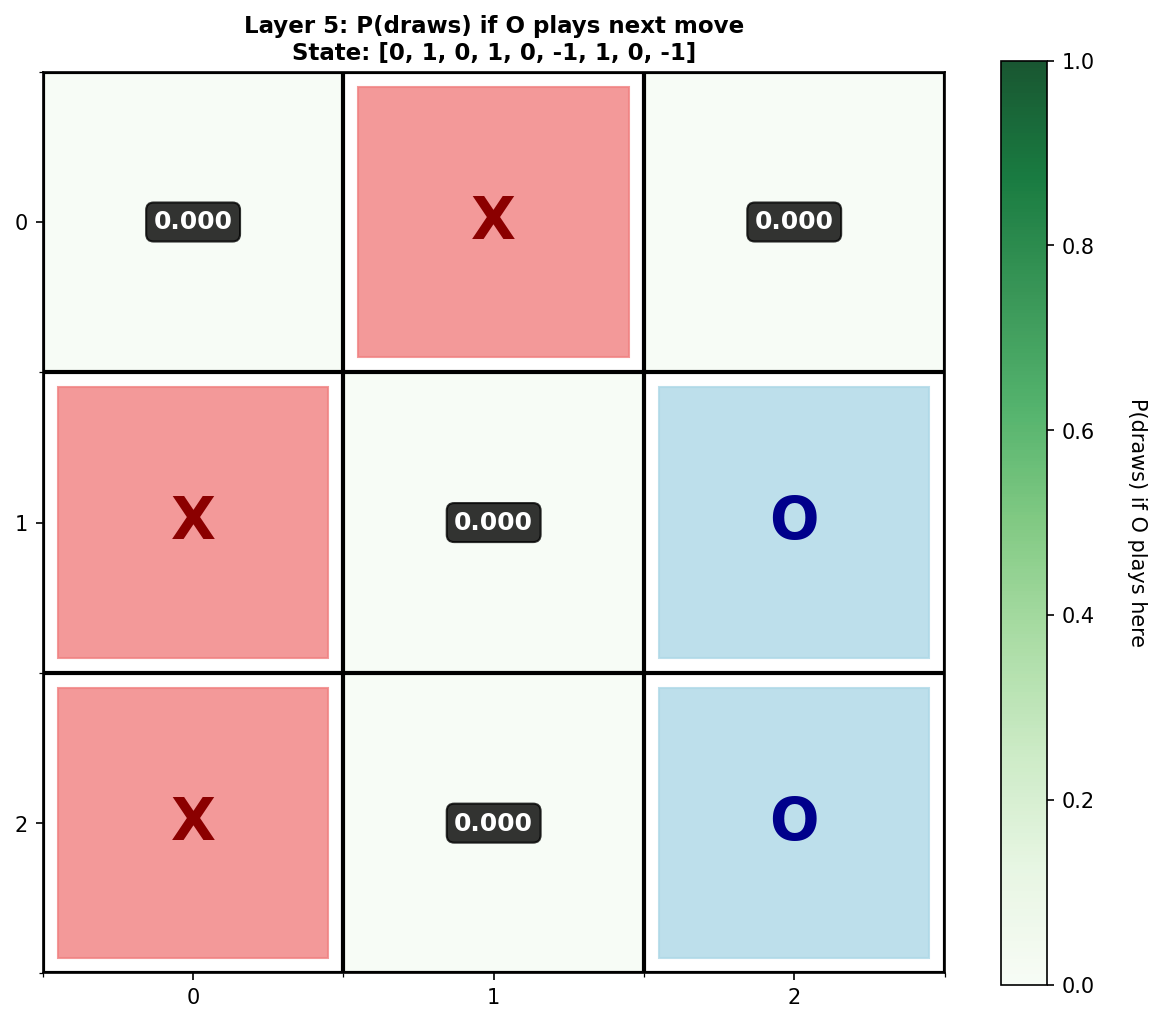 Layer 5: P(draws) if O plays next move
State: [0, 1, 0, 1, 0, -1, 1, 0, -1]
0.000 X 0.000
X 0.000 O
X 0.000 O
0
1
2
0 1 2
1.0
0.8
0.6
0.4
0.2
0.0
P(draws) if O plays here